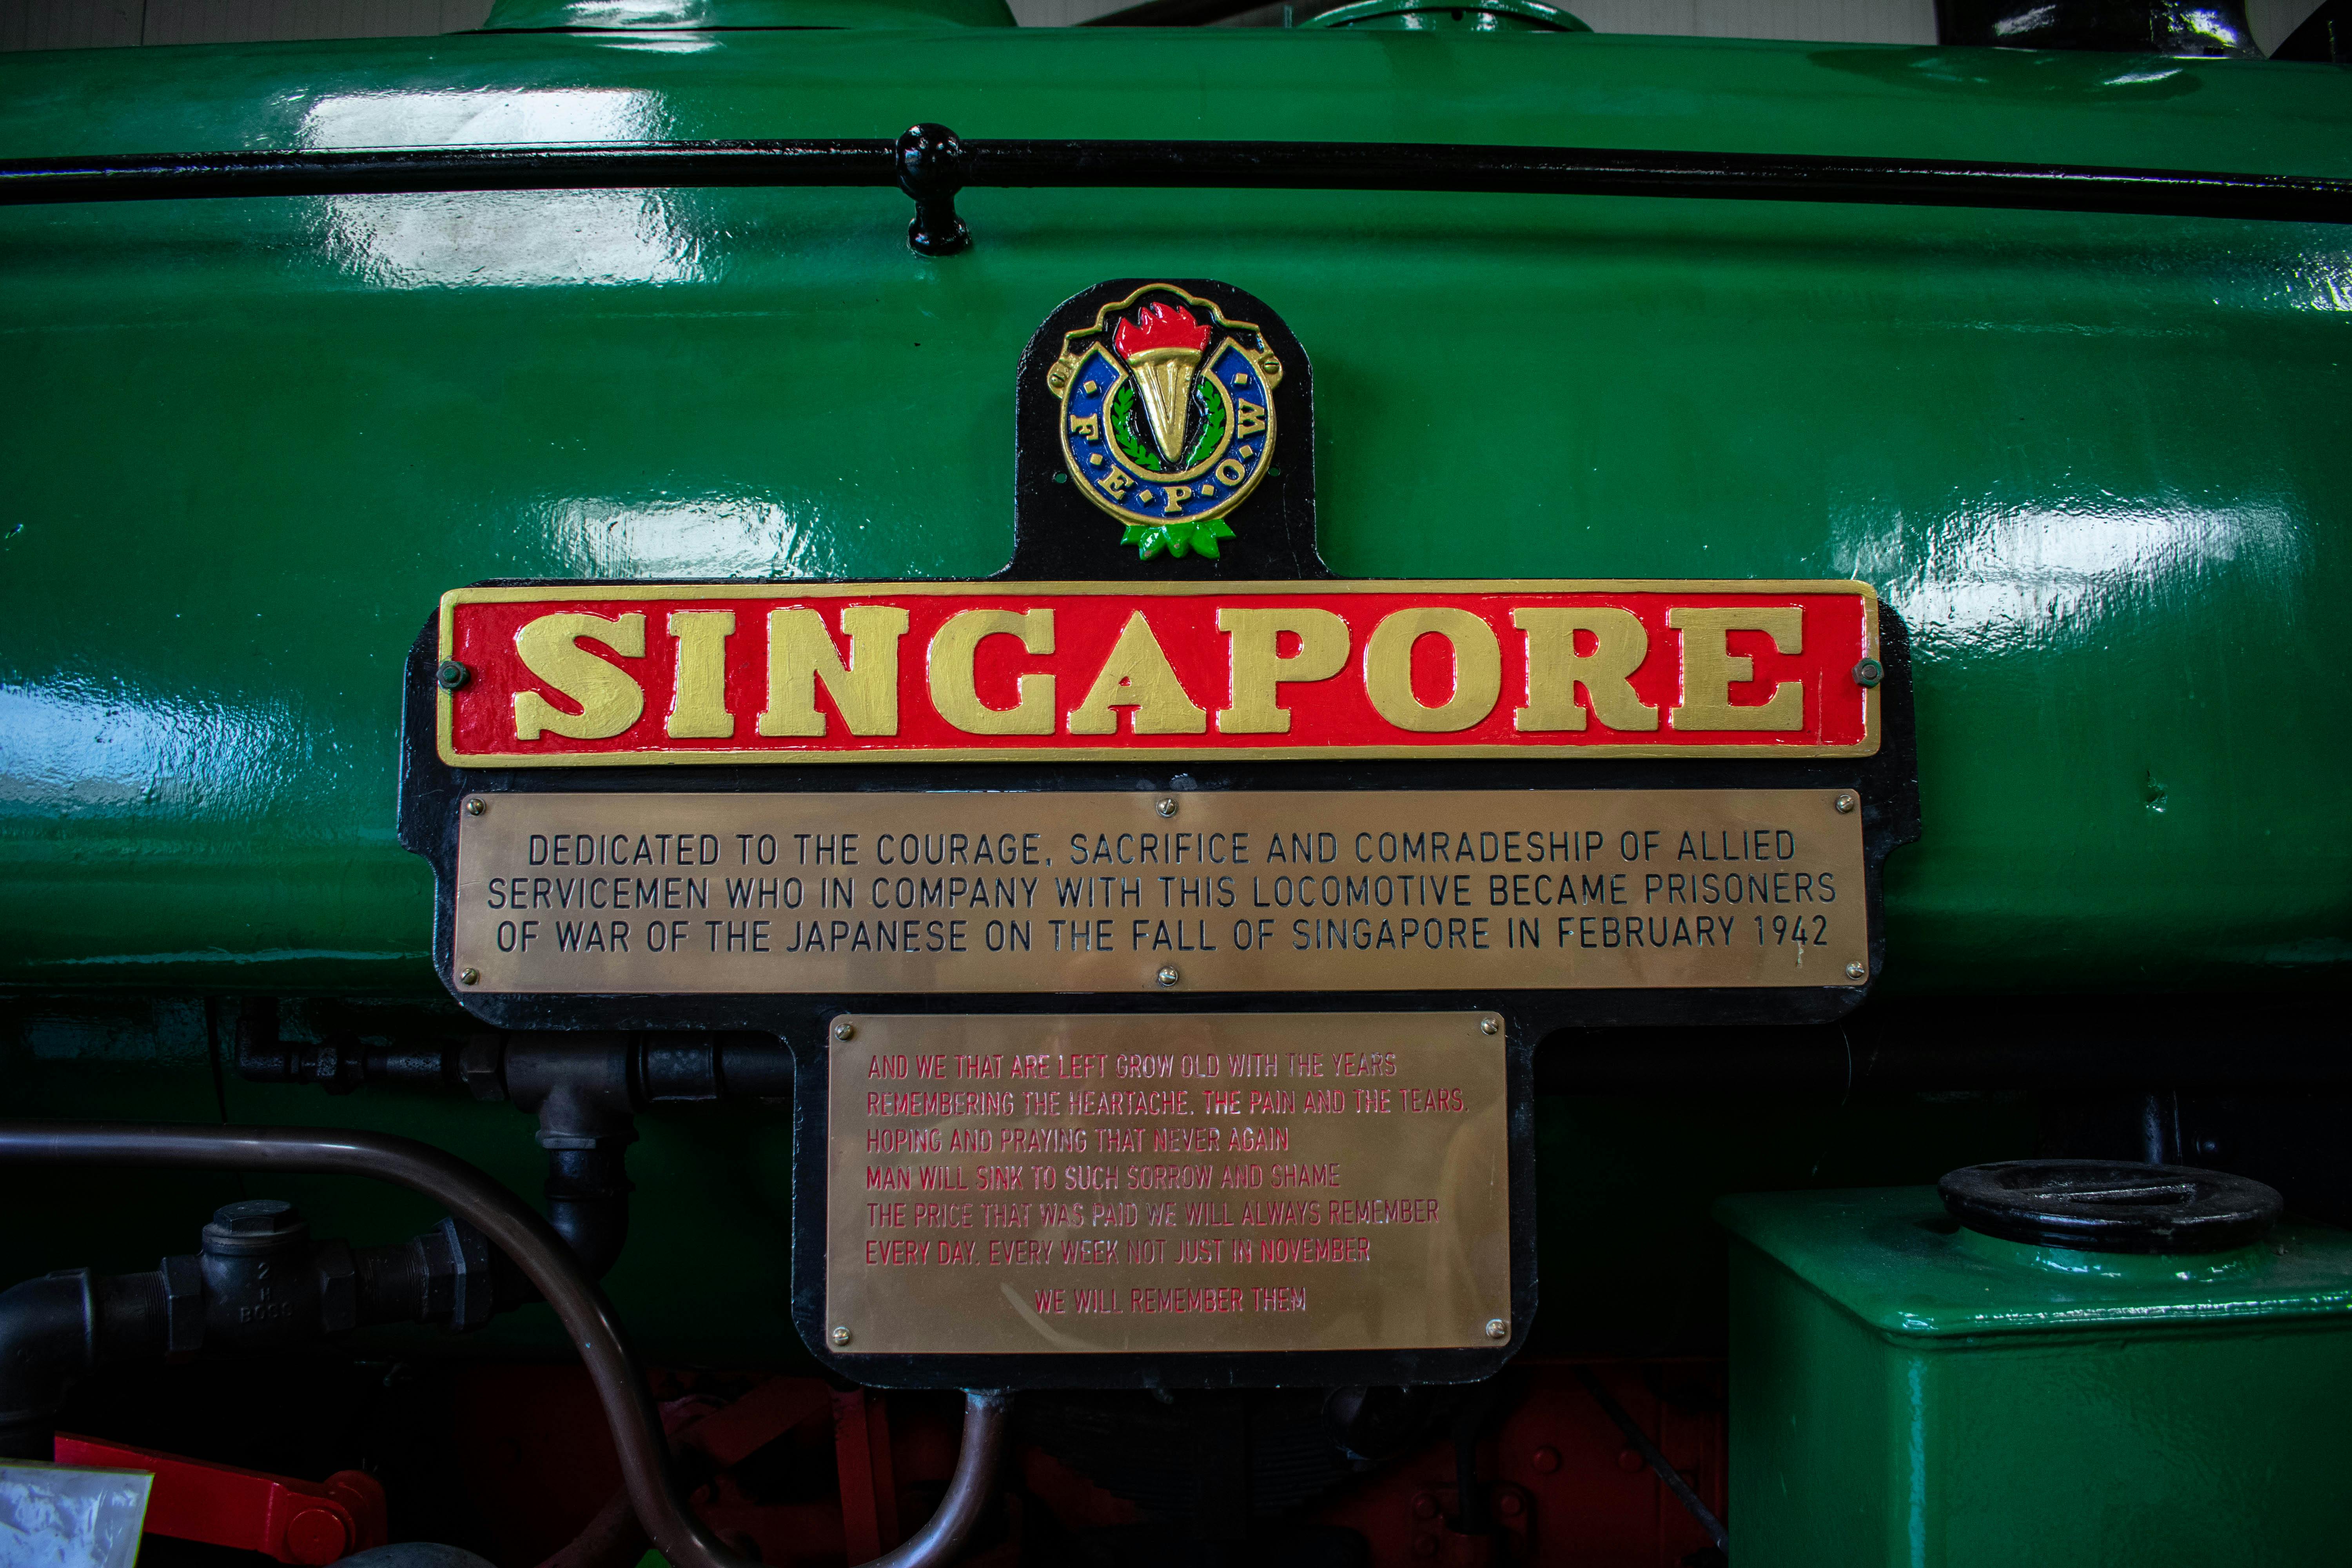 F·E·P·O·W
SINGAPORE
DEDICATED TO THE COURAGE, SACRIFICE AND COMRADESHIP OF ALLIED
SERVICEMEN WHO IN COMPANY WITH THIS LOCOMOTIVE BECAME PRISONERS
OF WAR OF THE JAPANESE ON THE FALL OF SINGAPORE IN FEBRUARY 1942
AND WE THAT ARE LEFT GROW OLD WITH THE YEARS
REMEMBERING THE HEARTACHE, THE PAIN AND THE TEARS,
HOPING AND PRAYING THAT NEVER AGAIN
MAN WILL SINK TO SUCH SORROW AND SHAME
THE PRICE THAT WAS PAID WE WILL ALWAYS REMEMBER
EVERY DAY, EVERY WEEK NOT JUST IN NOVEMBER
WE WILL REMEMBER THEM